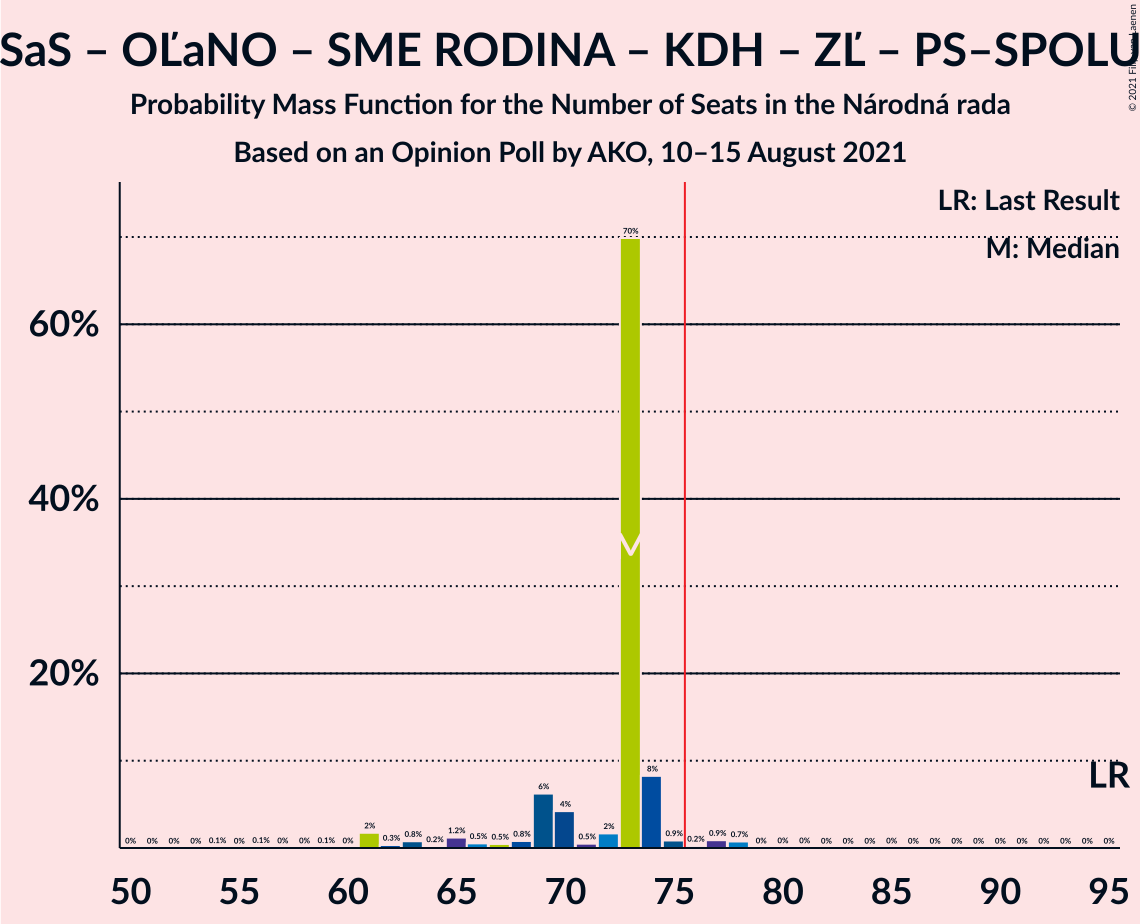 SaS – OĽaNO – SME RODINA – KDH – ZĽ – PS–SPOLU
Probability Mass Function for the Number of Seats in the Národná rada
Based on an Opinion Poll by AKO, 10–15 August 2021
© 2021 Filip van Laenen
LR: Last Result
M: Median
60%
40%
20%
70%
M
LR
0% 0% 0% 0% 0.1% 0% 0.1% 0% 0% 0.1% 0% 2% 0.3% 0.8% 0.2% 1.2% 0.5% 0.5% 0.8% 6% 4% 0.5% 2% 8% 0.9% 0.2% 0.9% 0.7% 0% 0% 0% 0% 0% 0% 0% 0% 0% 0% 0% 0% 0% 0% 0% 0% 0%
50 55 60 65 70 75 80 85 90 95